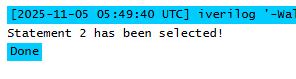 [2025-11-05 05:49:40 UTC] iverilog '-Wal
Statement 2 has been selected!
Done